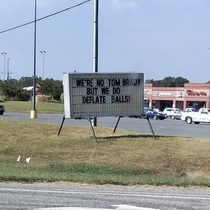 WE'RE NO TOM BRADY
BUT WE DO
DEFLATE BALLS!